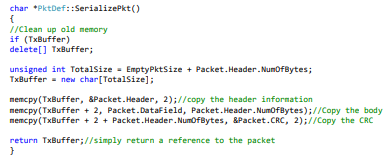 char *PktDef::SerializePkt()
{
//Clean up old memory
if (TxBuffer)
delete[] TxBuffer;
unsigned int TotalSize = EmptyPktSize + Packet.Header.NumOfBytes;
TxBuffer = new char[TotalSize];
memcpy(TxBuffer, &Packet.Header, 2);//copy the header information
memcpy(TxBuffer + 2, Packet.DataField, Packet.Header.NumOfBytes);//Copy the body
memcpy(TxBuffer + 2 + Packet.Header.NumOfBytes, &Packet.CRC, 2);//Copy the CRC
return TxBuffer;//simply return a reference to the packet
}